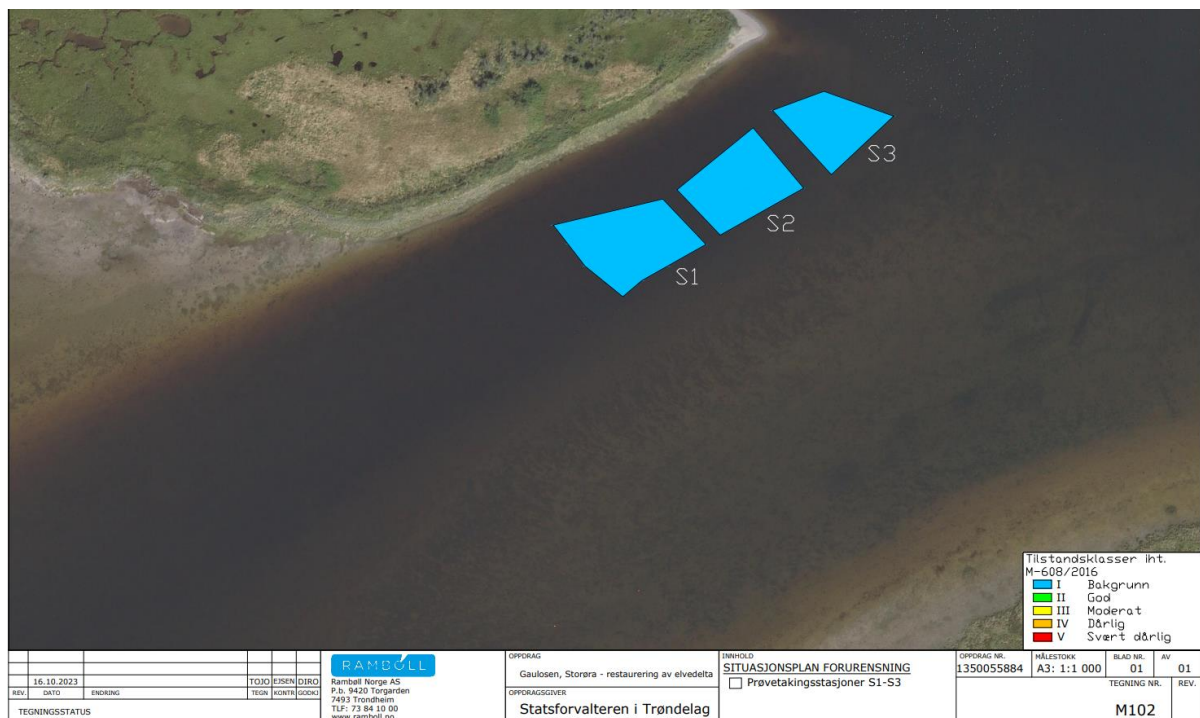 S3
S2
S1
Tilstandsklasser iht.
M-608/2016
I Bakgrunn
II God
III Moderat
IV Dårlig
V Svært dårlig
16.10.2023 TOJO EJSEN DIRO
REV. DATO ENDRING TEGN KONTR GODKJ
TEGNINGSSTATUS
RAMBOLL
Rambøll Norge AS
P.b. 9420 Torgarden
7493 Trondheim
TLF: 73 84 10 00
www.ramboll.no
OPPDRAG
Gaulosen, Storøra - restaurering av elvedelta
OPPDRAGSGIVER
Statsforvalteren i Trøndelag
INNHOLD
SITUASJONSPLAN FORURENSNING
Prøvetakingsstasjoner S1-S3
OPPDRAG NR.
1350055884
MÅLESTOKK
A3: 1:1 000
BLAD NR.
01
AV
01
TEGNING NR.
M102
REV.